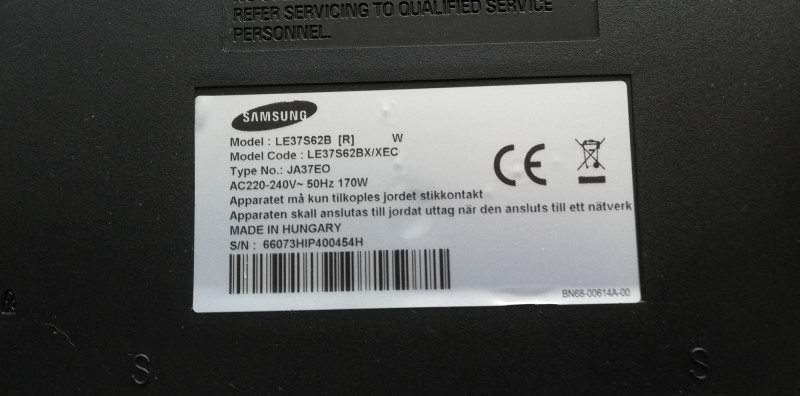 REFER SERVICING TO QUALIFIED SERVICE
PERSONNEL.
SAMSUNG
Model : LE37S62B [R] W
Model Code : LE37S62BX/XEC
Type No.: JA37EO
AC220-240V~ 50Hz 170W
Apparatet må kun tilkoples jordet stikkontakt
Apparaten skall anslutas till jordat uttag när den ansluts till ett nätverk
MADE IN HUNGARY
S/N : 66073HIP400454H
BN68-00614A-00
S S